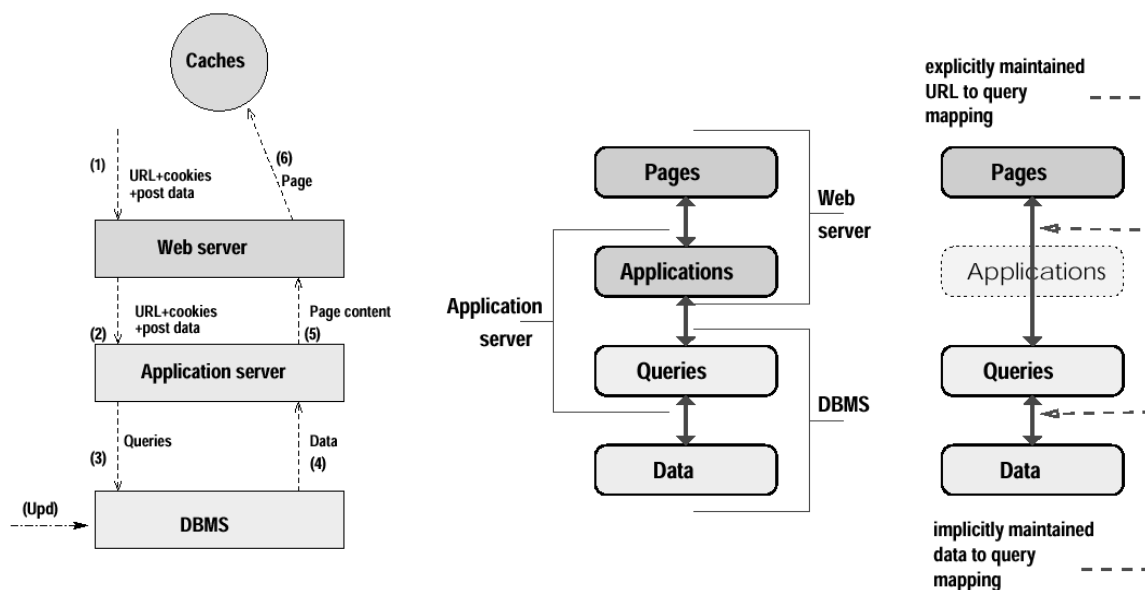 Caches
(1)
URL+cookies
+post data
(6)
Page
Web server
(2)
URL+cookies
+post data
Page content
(5)
Application server
Queries
(3)
Data
(4)
(Upd)
DBMS
Pages
Applications
Queries
Data
Web
server
Application
server
DBMS
explicitly maintained
URL to query
mapping
Pages
Applications
Queries
Data
implicitly maintained
data to query
mapping